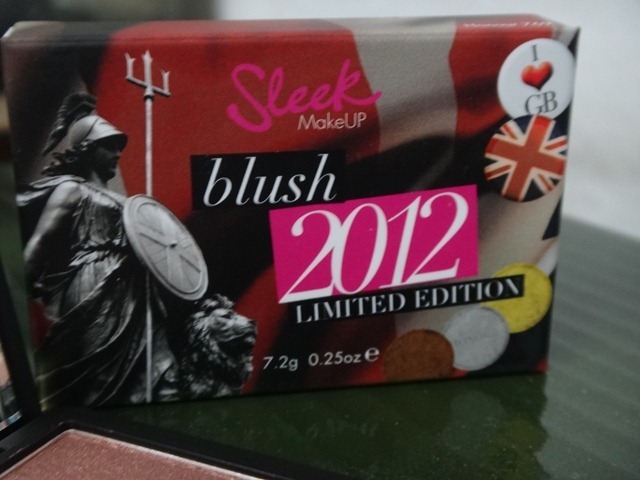 Sleek
MakeUP
I
GB
blush
2012
LIMITED EDITION
7.2g 0.25oz e